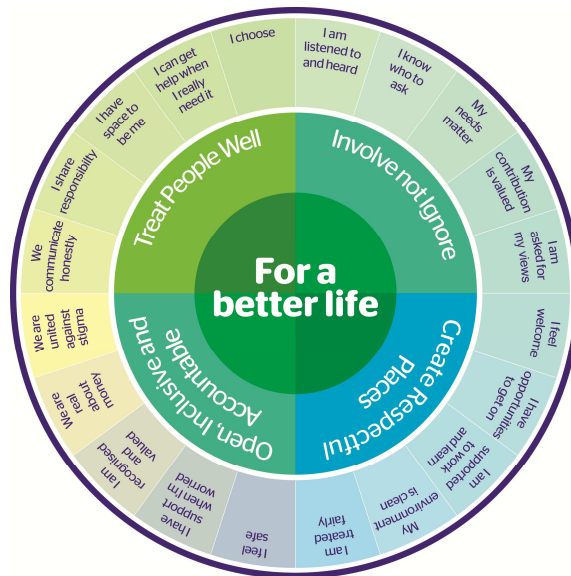 For a
better life
Treat People Well
Involve not Ignore
Create Respectful
Places
Open, Inclusive and
Accountable
I am
listened to
and heard
I know
who to
ask
My
needs
matter
My
contribution
is valued
I am
asked for
my views
I feel
welcome
I have
opportunities
to get on
I am
supported
to work
and learn
My
environment
is clean
I am
treated
fairly
I feel
safe
I have
support
when I'm
worried
I am
recognised
and
valued
We are
real
about
money
We are
united
against
stigma
We
communicate
honestly
I share
responsibilty
I have
space to
be me
I can get
help when
I really
need it
I choose